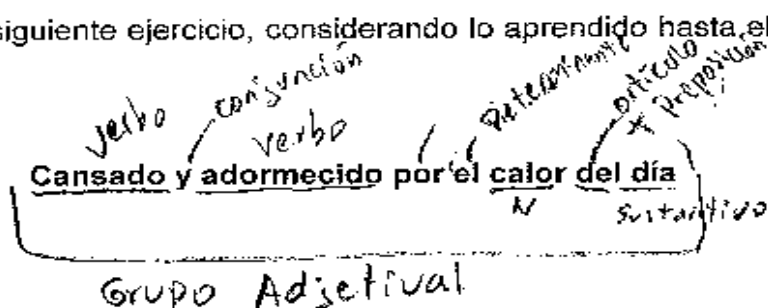 siguiente ejercicio, considerando lo aprendido hasta el
verbo conjunción verbo Determinante artículo + Preposición
Cansado y adormecido por el calor del día
N Sustantivo
Grupo Adjetival